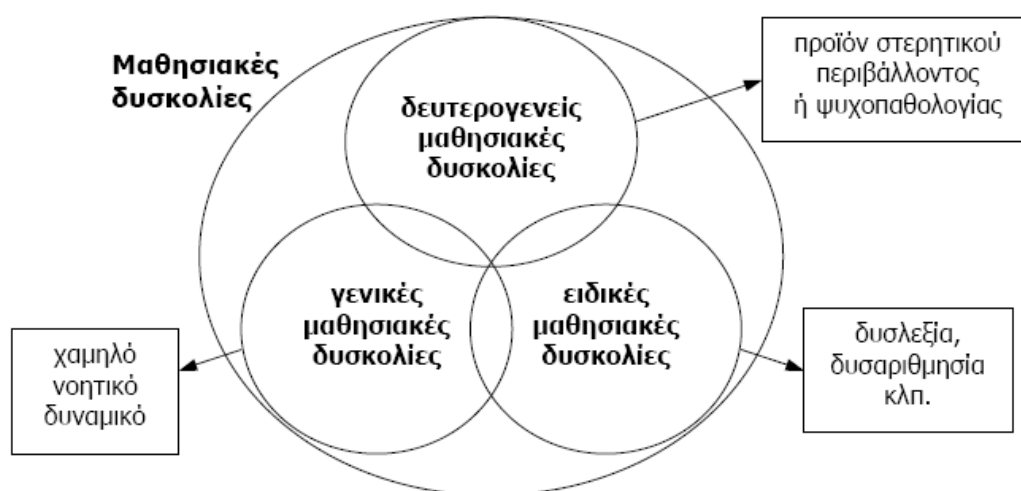 Μαθησιακές
δυσκολίες
δευτερογενείς
μαθησιακές
δυσκολίες
προϊόν στερητικού
περιβάλλοντος
ή ψυχοπαθολογίας
γενικές
μαθησιακές
δυσκολίες
ειδικές
μαθησιακές
δυσκολίες
χαμηλό
νοητικό
δυναμικό
δυσλεξία,
δυσαριθμησία
κλπ.